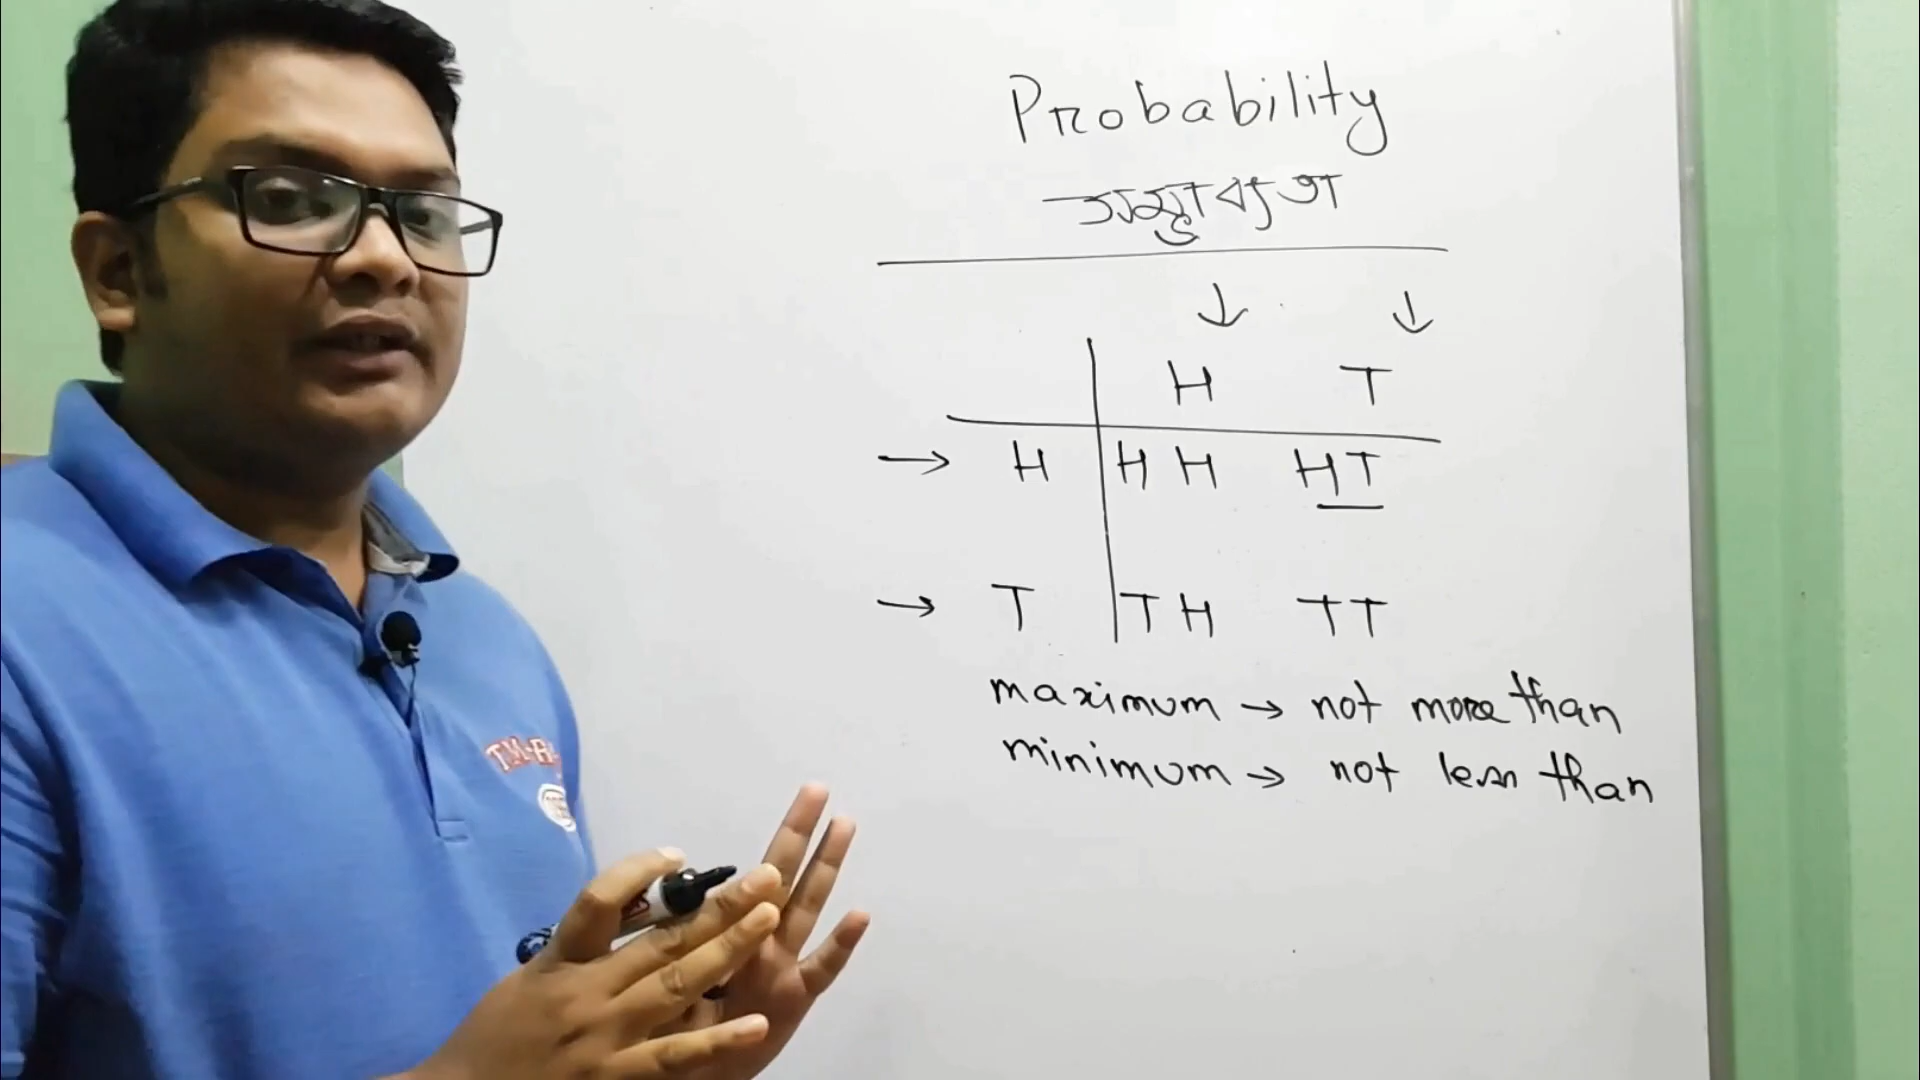 Probability
সম্ভাব্যতা
↓ ↓
H T
→ H HH HT
→ T TH TT
maximum → not more than
minimum → not less than